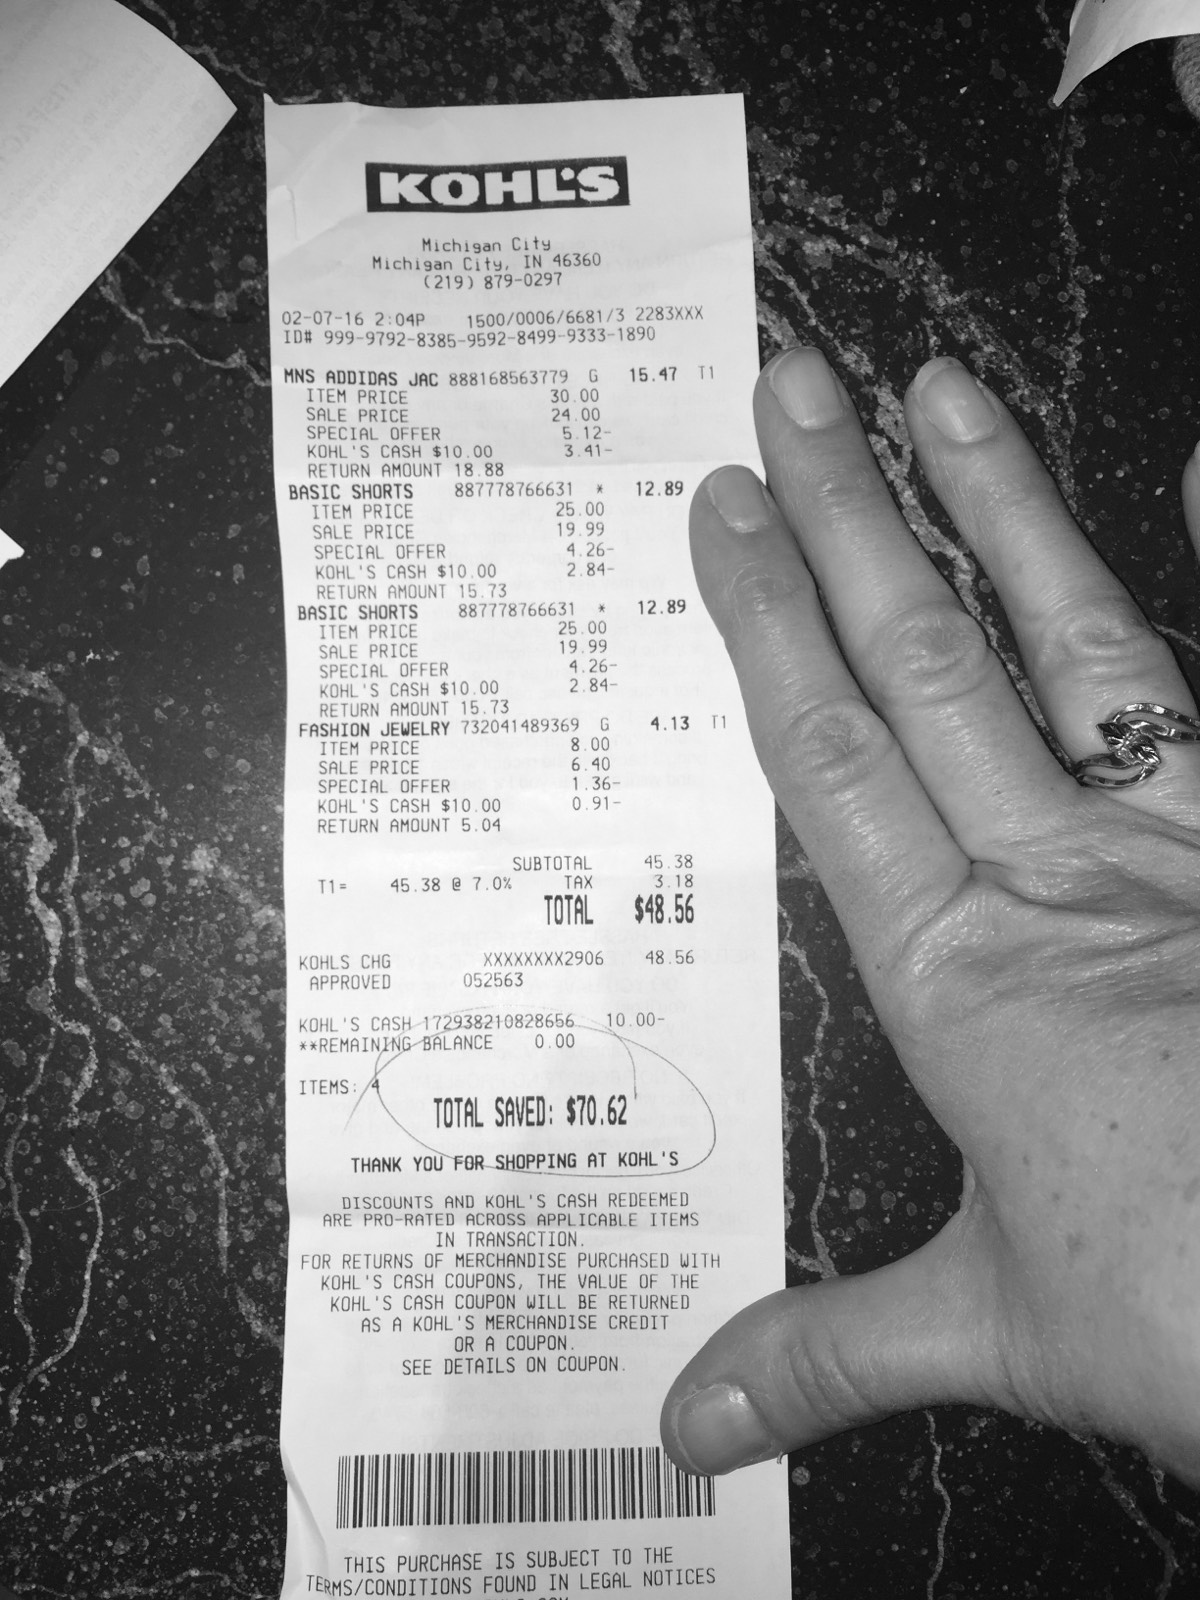 KOHL'S
Michigan City
Michigan City, IN 46360
(219) 879-0297
02-07-16 2:04P 1500/0006/6681/3 2283XXX
ID# 999-9792-8385-9592-8499-9333-1890
MNS ADDIDAS JAC 888168563779 G 15.47 T1
ITEM PRICE 30.00
SALE PRICE 24.00
SPECIAL OFFER 5.12-
KOHL'S CASH $10.00 3.41-
RETURN AMOUNT 18.88
BASIC SHORTS 887778766631 * 12.89
ITEM PRICE 25.00
SALE PRICE 19.99
SPECIAL OFFER 4.26-
KOHL'S CASH $10.00 2.84-
RETURN AMOUNT 15.73
BASIC SHORTS 887778766631 * 12.89
ITEM PRICE 25.00
SALE PRICE 19.99
SPECIAL OFFER 4.26-
KOHL'S CASH $10.00 2.84-
RETURN AMOUNT 15.73
FASHION JEWELRY 732041489369 G 4.13 T1
ITEM PRICE 8.00
SALE PRICE 6.40
SPECIAL OFFER 1.36-
KOHL'S CASH $10.00 0.91-
RETURN AMOUNT 5.04
SUBTOTAL 45.38
T1= 45.38 @ 7.0% TAX 3.18
TOTAL $48.56
KOHLS CHG XXXXXXXX2906 48.56
APPROVED 052563
KOHL'S CASH 172938210828656 10.00-
**REMAINING BALANCE 0.00
ITEMS: 4
TOTAL SAVED: $70.62
THANK YOU FOR SHOPPING AT KOHL'S
DISCOUNTS AND KOHL'S CASH REDEEMED
ARE PRO-RATED ACROSS APPLICABLE ITEMS
IN TRANSACTION.
FOR RETURNS OF MERCHANDISE PURCHASED WITH
KOHL'S CASH COUPONS, THE VALUE OF THE
KOHL'S CASH COUPON WILL BE RETURNED
AS A KOHL'S MERCHANDISE CREDIT
OR A COUPON.
SEE DETAILS ON COUPON.
THIS PURCHASE IS SUBJECT TO THE
TERMS/CONDITIONS FOUND IN LEGAL NOTICES